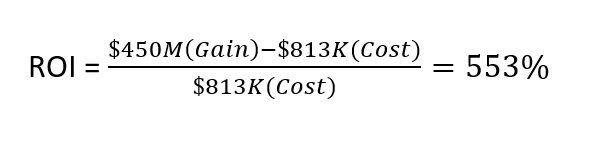 ROI = $450M(Gain)−$813K(Cost) / $813K(Cost) = 553%